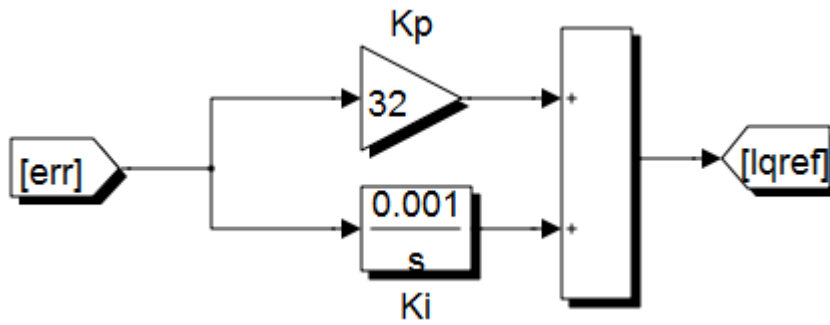 Kp
32
+
[err]
[Iqref]
0.001
s
+
Ki